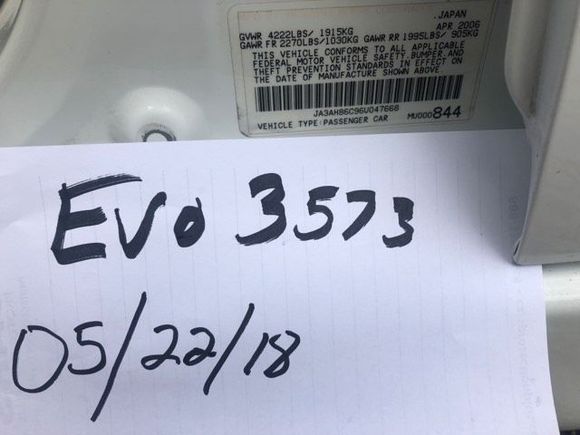 JAPAN
APR 2006
GVWR 4222LBS/ 1915KG
GAWR FR 2270LBS/1030KG GAWR RR 1995LBS/ 905KG
THIS VEHICLE CONFORMS TO ALL APPLICABLE
FEDERAL MOTOR VEHICLE SAFETY, BUMPER, AND
THEFT PREVENTION STANDARDS IN EFFECT ON
THE DATE OF MANUFACTURE SHOWN ABOVE.
JA3AH86C96U047668
VEHICLE TYPE: PASSENGER CAR MU000844
Evo 3573
05/22/18